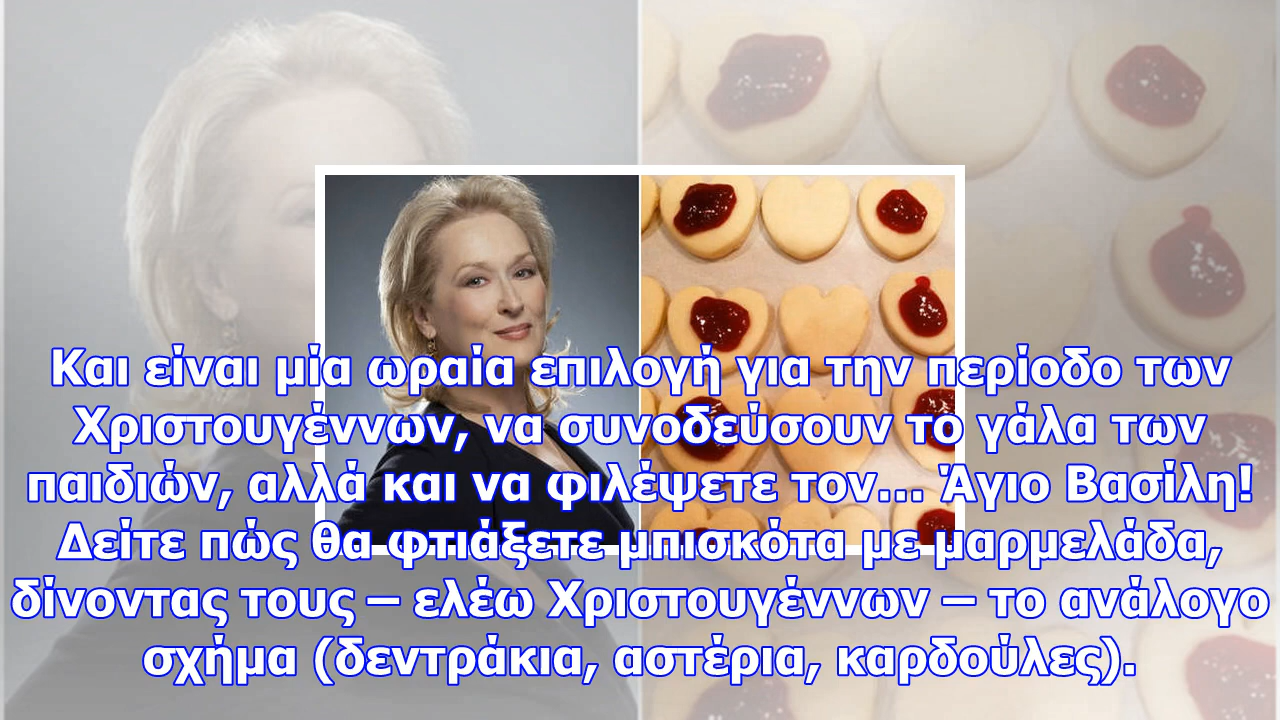 Και είναι μία ωραία επιλογή για την περίοδο των
Χριστουγέννων, να συνοδεύσουν το γάλα των
παιδιών, αλλά και να φιλέψετε τον... Άγιο Βασίλη!
Δείτε πώς θα φτιάξετε μπισκότα με μαρμελάδα,
δίνοντας τους – ελέω Χριστουγέννων – το ανάλογο
σχήμα (δεντράκια, αστέρια, καρδούλες).